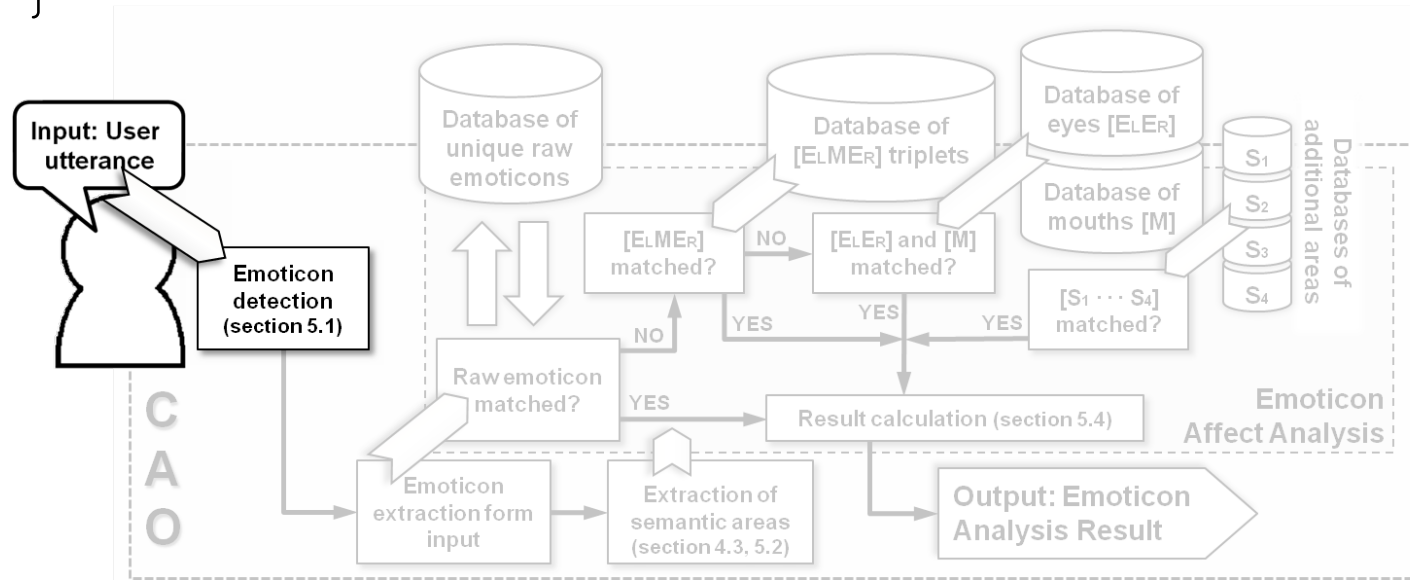 Input: User
utterance
Database of
unique raw
emoticons
Database of
[ELMER] triplets
Database of
eyes [ELER]
Database of
mouths [M]
S1
S2
S3
S4
Databases of
additional areas
Emoticon
detection
(section 5.1)
[ELMER]
matched?
NO
[ELER] and [M]
matched?
[S1 · · · S4]
matched?
YES
YES
YES
NO
Raw emoticon
matched?
YES
Result calculation (section 5.4)
Emoticon
Affect Analysis
CAO
Emoticon
extraction form
input
Extraction of
semantic areas
(section 4.3, 5.2)
Output: Emoticon
Analysis Result